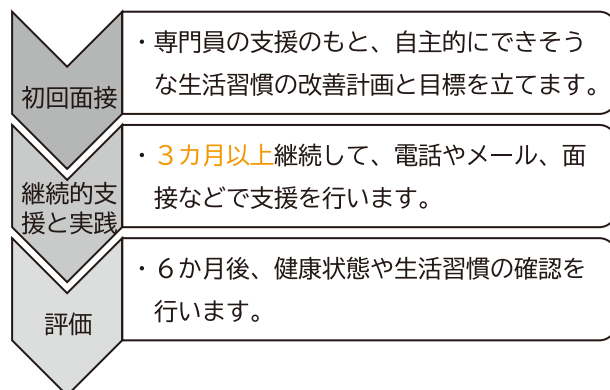 初回面接
・専門員の支援のもと、自主的にできそう
な生活習慣の改善計画と目標を立てます。
継続的支
援と実践
・３カ月以上継続して、電話やメール、面
接などで支援を行います。
評価
・６か月後、健康状態や生活習慣の確認を
行います。